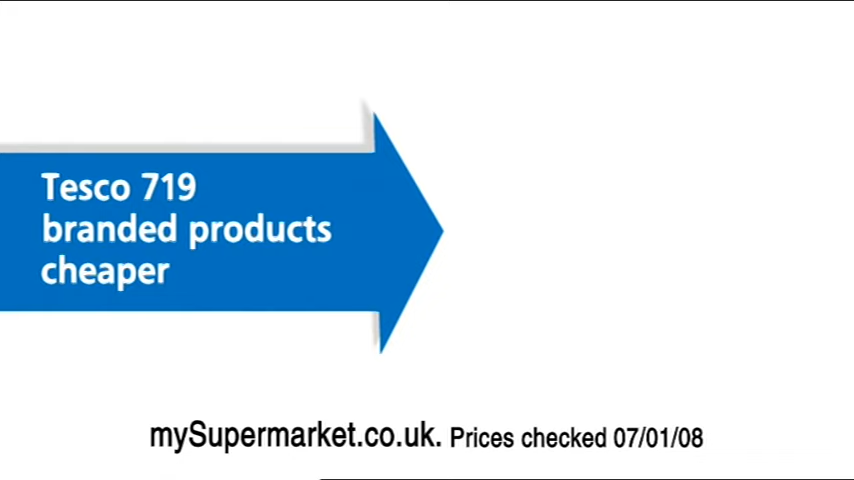 Tesco 719
branded products
cheaper
mySupermarket.co.uk. Prices checked 07/01/08